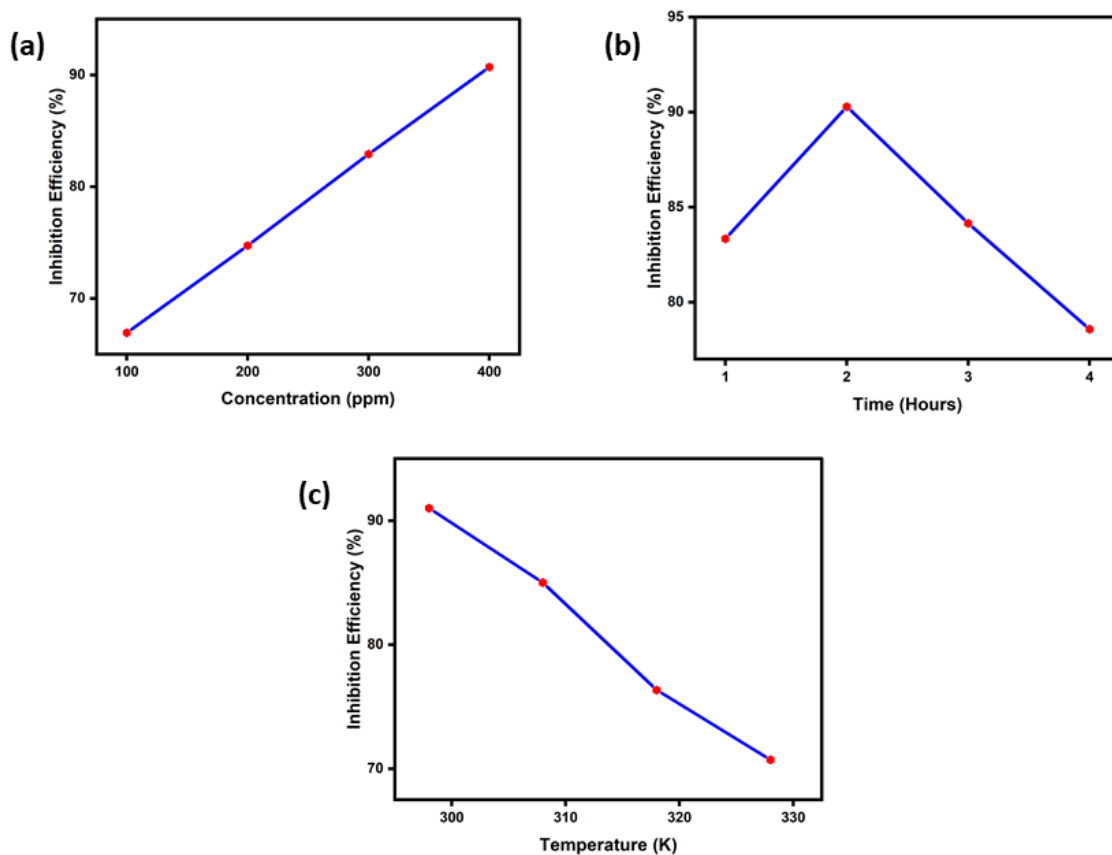 (a)
Inhibition Efficiency (%)
90
80
70
100 200 300 400
Concentration (ppm)
(b)
Inhibition Efficiency (%)
95
90
85
80
1 2 3 4
Time (Hours)
(c)
Inhibition Efficiency (%)
90
80
70
300 310 320 330
Temperature (K)